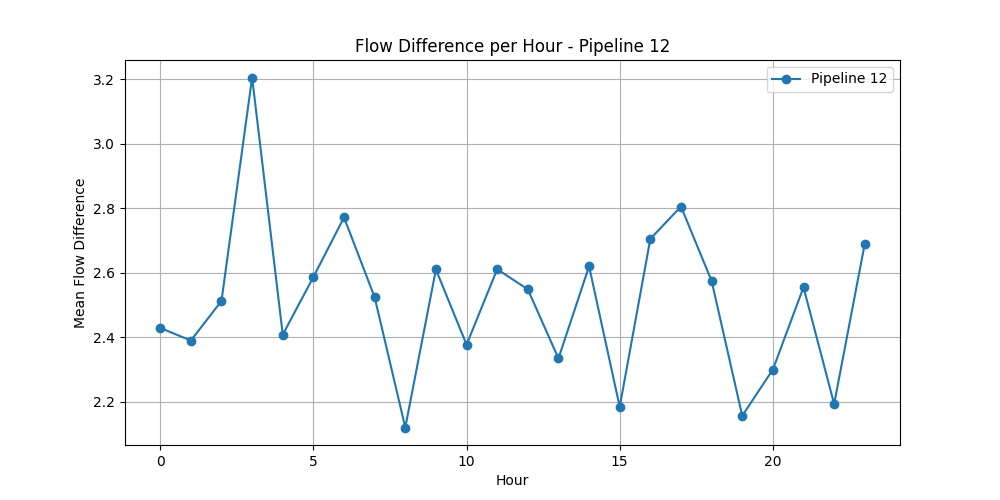 Flow Difference per Hour - Pipeline 12
Pipeline 12
Mean Flow Difference
3.2
3.0
2.8
2.6
2.4
2.2
0 5 10 15 20
Hour